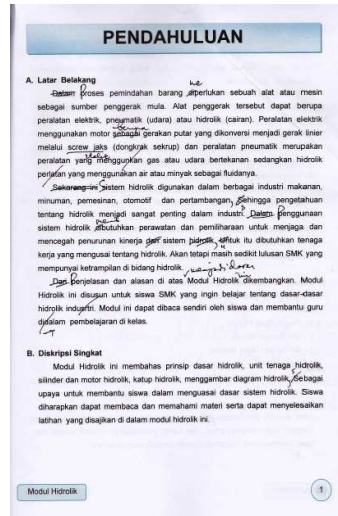 PENDAHULUAN
A. Latar Belakang
Dalam proses pemindahan barang diperlukan sebuah alat atau mesin
sebagai sumber penggerak mula. Alat penggerak tersebut dapat berupa
peralatan elektrik, pneumatik (udara) atau hidrolik (cairan). Peralatan elektrik
berupa
menggunakan motor sebagai gerakan putar yang dikonversi menjadi gerak linier
melalui screw jaks (dongkrak sekrup) dan peralatan pneumatik merupakan
peralatan yang menggunkan gas atau udara bertekanan sedangkan hidrolik
perlatan yang menggunakan air atau minyak sebagai fluidanya.
Sekarang ini Sistem hidrolik digunakan dalam berbagai industri makanan,
minuman, pemesinan, otomotif dan pertambangan, Sehingga pengetahuan
tentang hidrolik menjadi sangat penting dalam industri. Dalam penggunaan
sistem hidrolik dibutuhkan perawatan dan pemiliharaan untuk menjaga dan
mencegah penurunan kinerja dari sistem hidrolik, Untuk itu dibutuhkan tenaga
kerja yang mengusai tentang hidrolik. Akan tetapi masih sedikit lulusan SMK yang
mempunyai ketrampilan di bidang hidrolik.
menjadi dasar
Dari penjelasan dan alasan di atas Modul Hidrolik dikembangkan. Modul
Hidrolik ini disusun untuk siswa SMK yang ingin belajar tentang dasar-dasar
hidrolik industri. Modul ini dapat dibaca sendiri oleh siswa dan membantu guru
didalam pembelajaran di kelas.
B. Diskripsi Singkat
Modul Hidrolik ini membahas prinsip dasar hidrolik, unit tenaga hidrolik,
silinder dan motor hidrolik, katup hidrolik, menggambar diagram hidrolik, Sebagai
upaya untuk membantu siswa dalam menguasai dasar sistem hidrolik. Siswa
diharapkan dapat membaca dan memahami materi serta dapat menyelesaikan
latihan yang disajikan di dalam modul hidrolik ini.
Modul Hidrolik
1